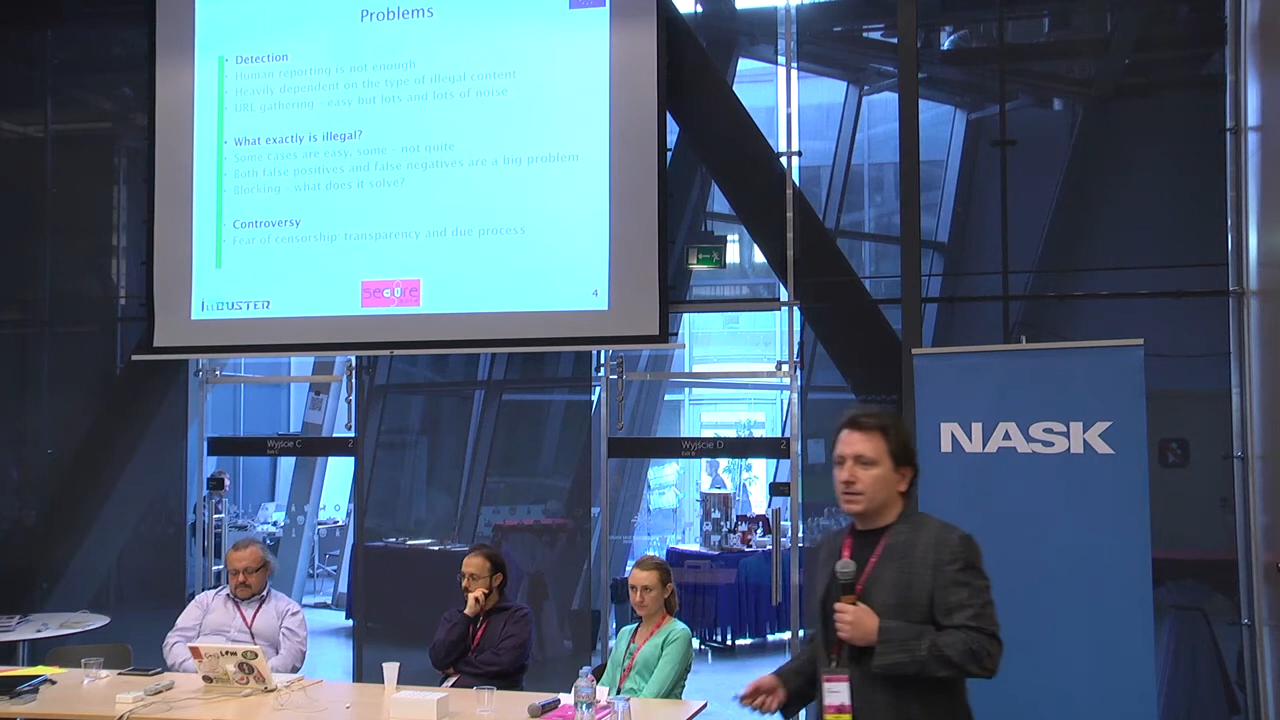 Problems
Detection
Human reporting is not enough
Heavily dependent on the type of illegal content
URL gathering - easy but lots and lots of noise
What exactly is illegal?
Some cases are easy, some - not quite
Both false positives and false negatives are a big problem
Blocking - what does it solve?
Controversy
Fear of censorship: transparency and due process
ILLBUSTER
secure
4
Wyjście C
2
Wyjście D
2
NASK